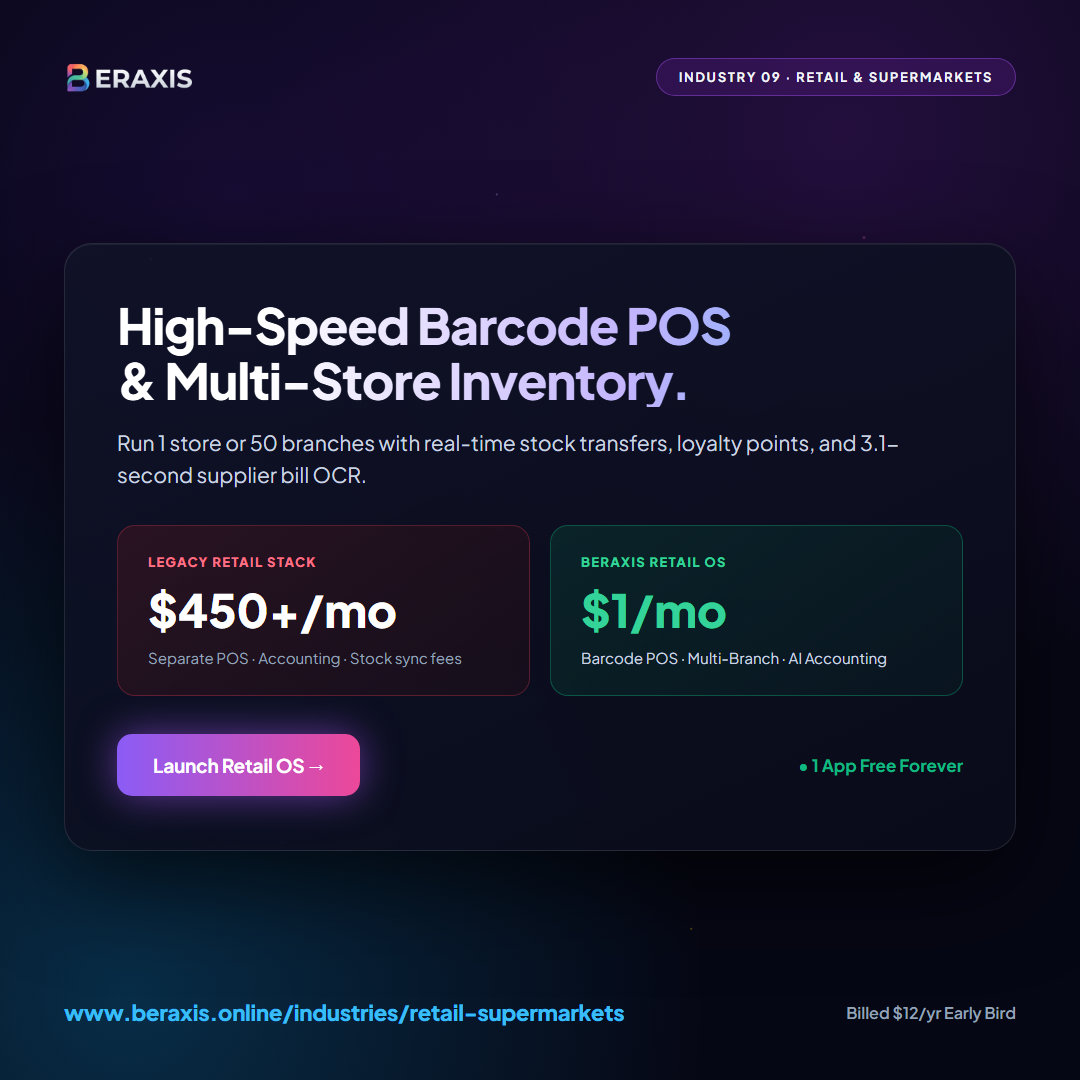 BERAXIS
INDUSTRY 09 · RETAIL & SUPERMARKETS
High-Speed Barcode POS
& Multi-Store Inventory.
Run 1 store or 50 branches with real-time stock transfers, loyalty points, and 3.1-
second supplier bill OCR.
LEGACY RETAIL STACK
$450+/mo
Separate POS · Accounting · Stock sync fees
BERAXIS RETAIL OS
$1/mo
Barcode POS · Multi-Branch · AI Accounting
Launch Retail OS →
● 1 App Free Forever
www.beraxis.online/industries/retail-supermarkets
Billed $12/yr Early Bird